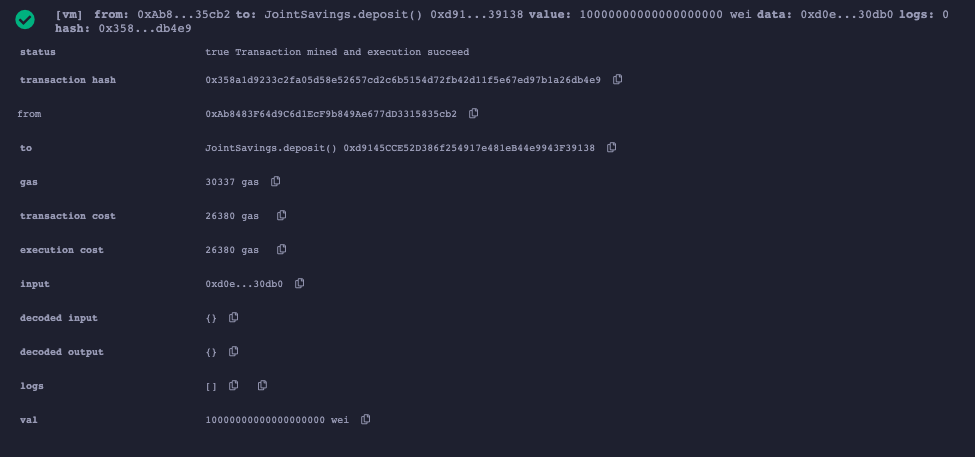 [vm] from: 0xAb8...35cb2 to: JointSavings.deposit() 0xd91...39138 value: 10000000000000000000 wei data: 0xd0e...30db0 logs: 0
hash: 0x358...db4e9
status true Transaction mined and execution succeed
transaction hash 0x358a1d9233c2fa05d58e52657cd2c6b5154d72fb42d11f5e67ed97b1a26db4e9
from 0xAb8483F64d9C6d1EcF9b849Ae677dD3315835cb2
to JointSavings.deposit() 0xd9145CCE52D386f254917e481eB44e9943F39138
gas 30337 gas
transaction cost 26380 gas
execution cost 26380 gas
input 0xd0e...30db0
decoded input {}
decoded output {}
logs []
val 10000000000000000000 wei